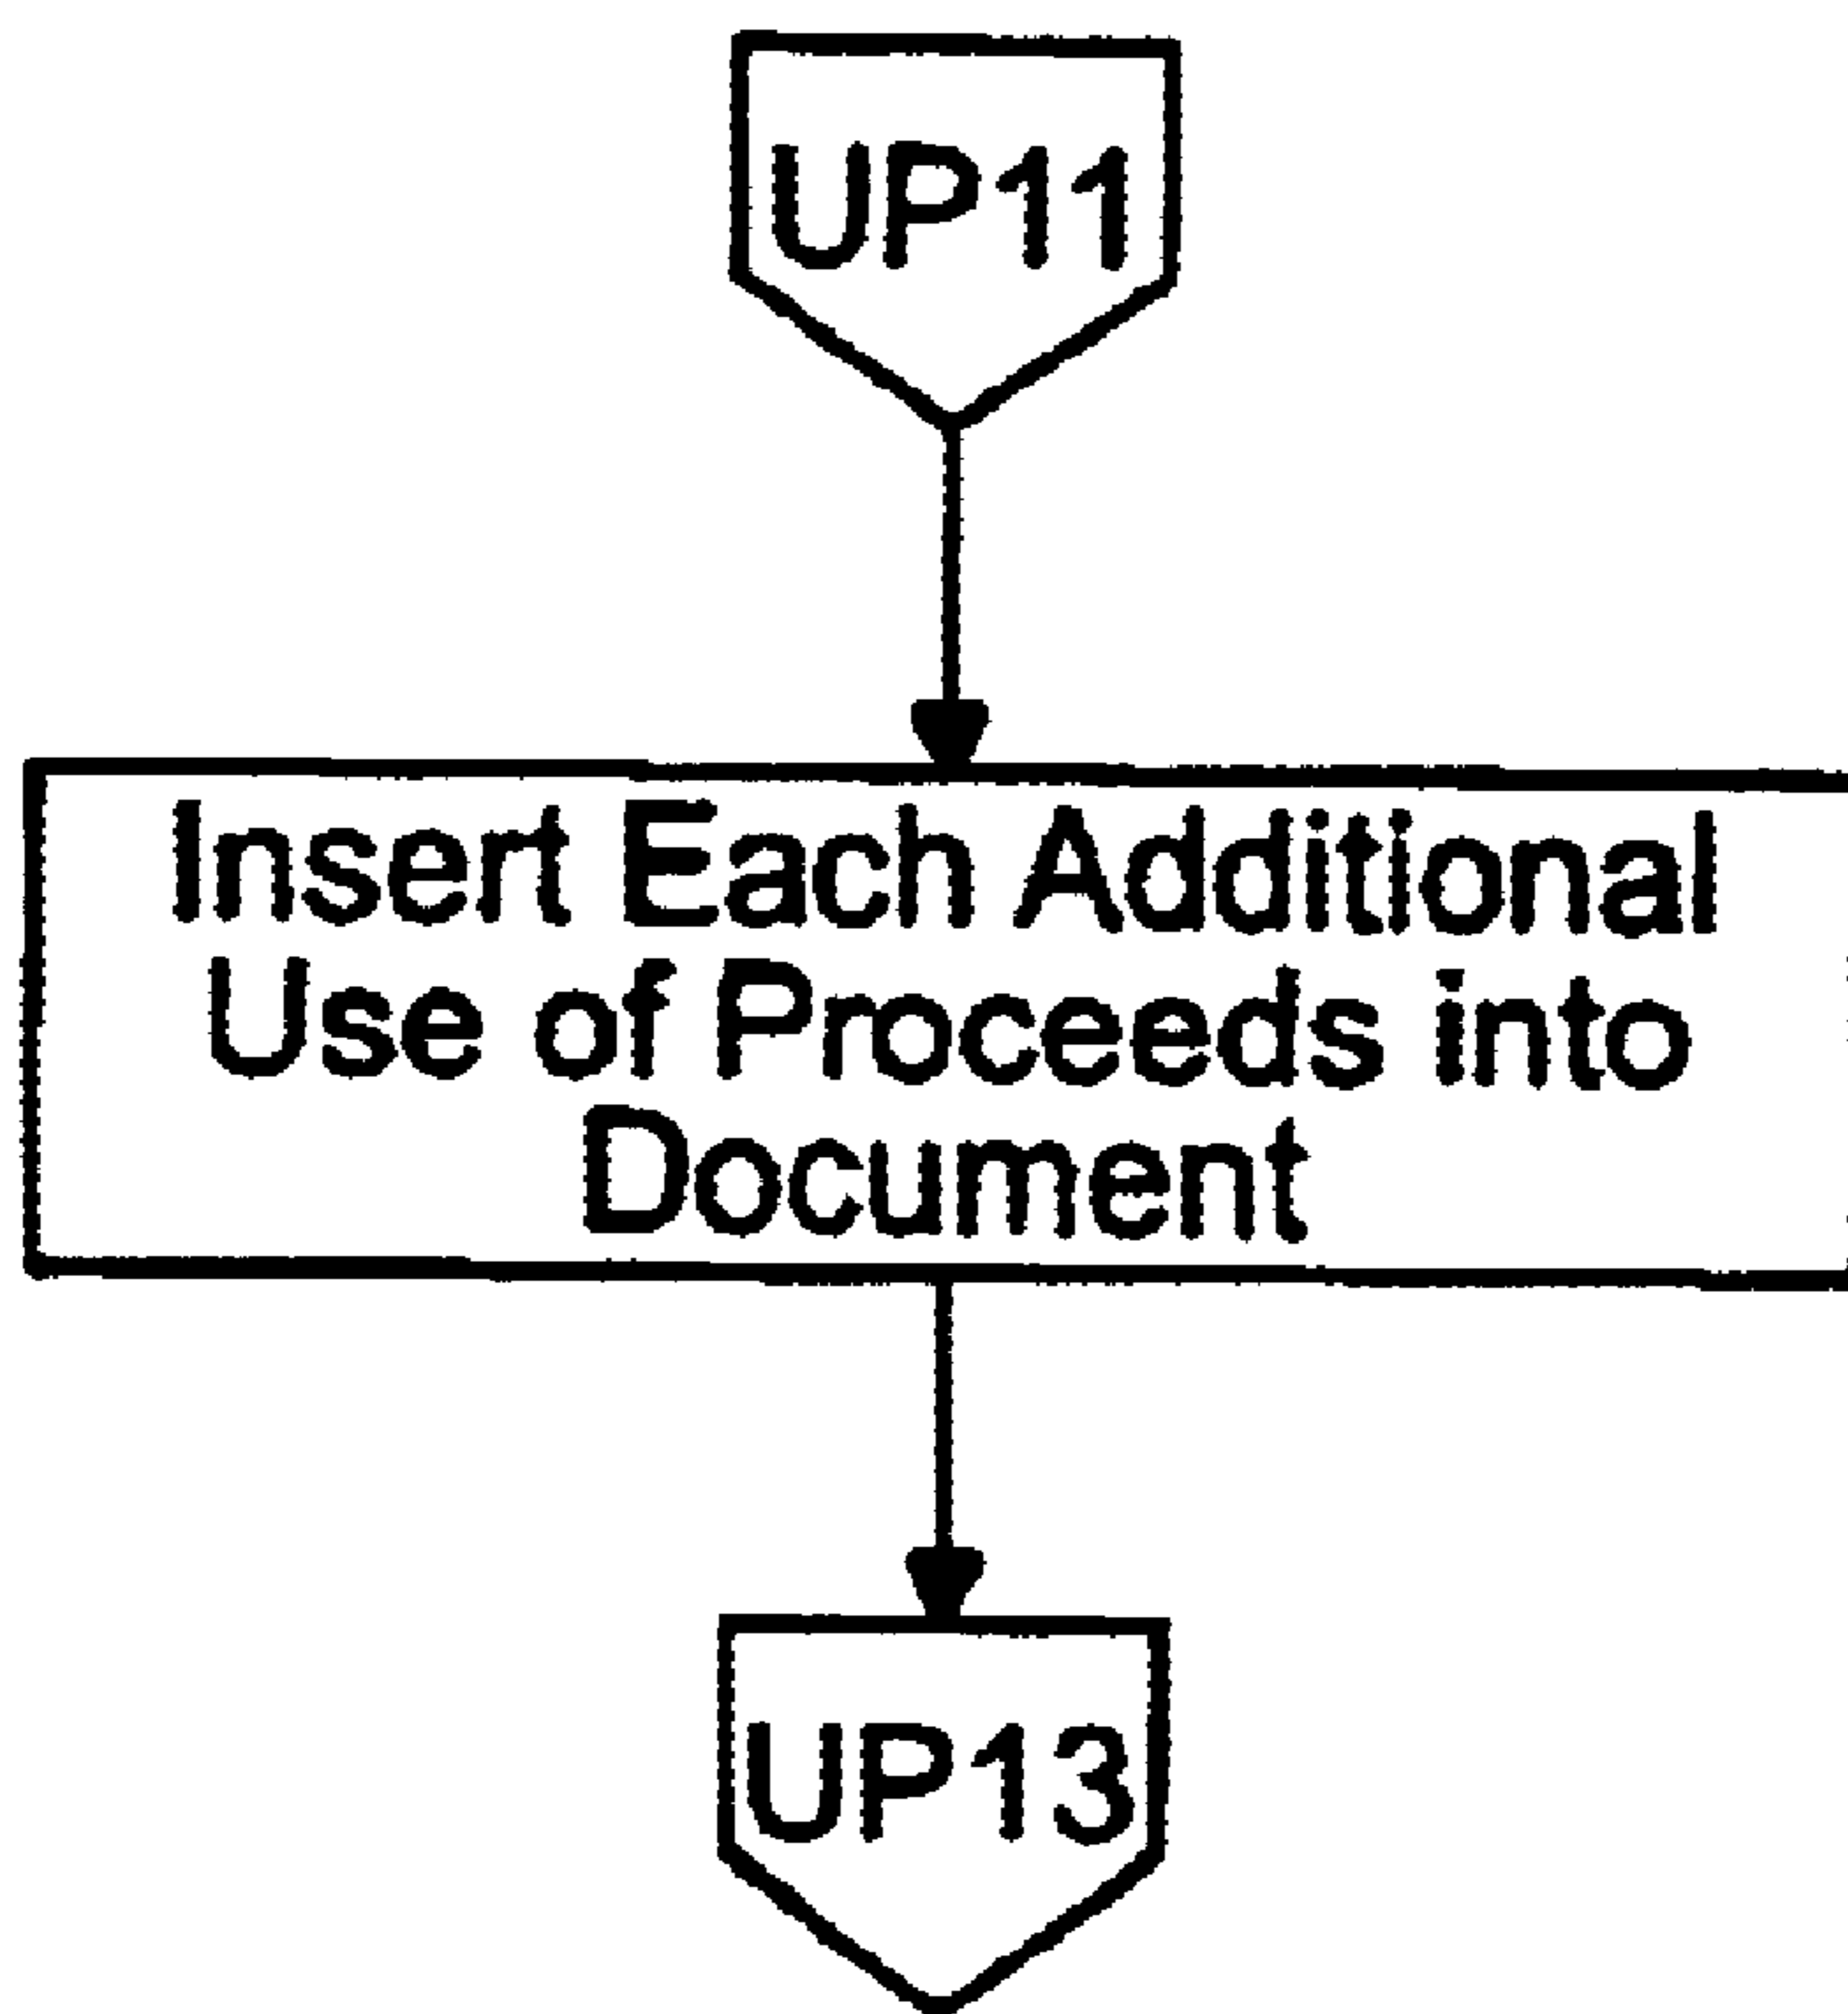 UP11
Insert Each Additional
Use of Proceeds into
Document
UP13